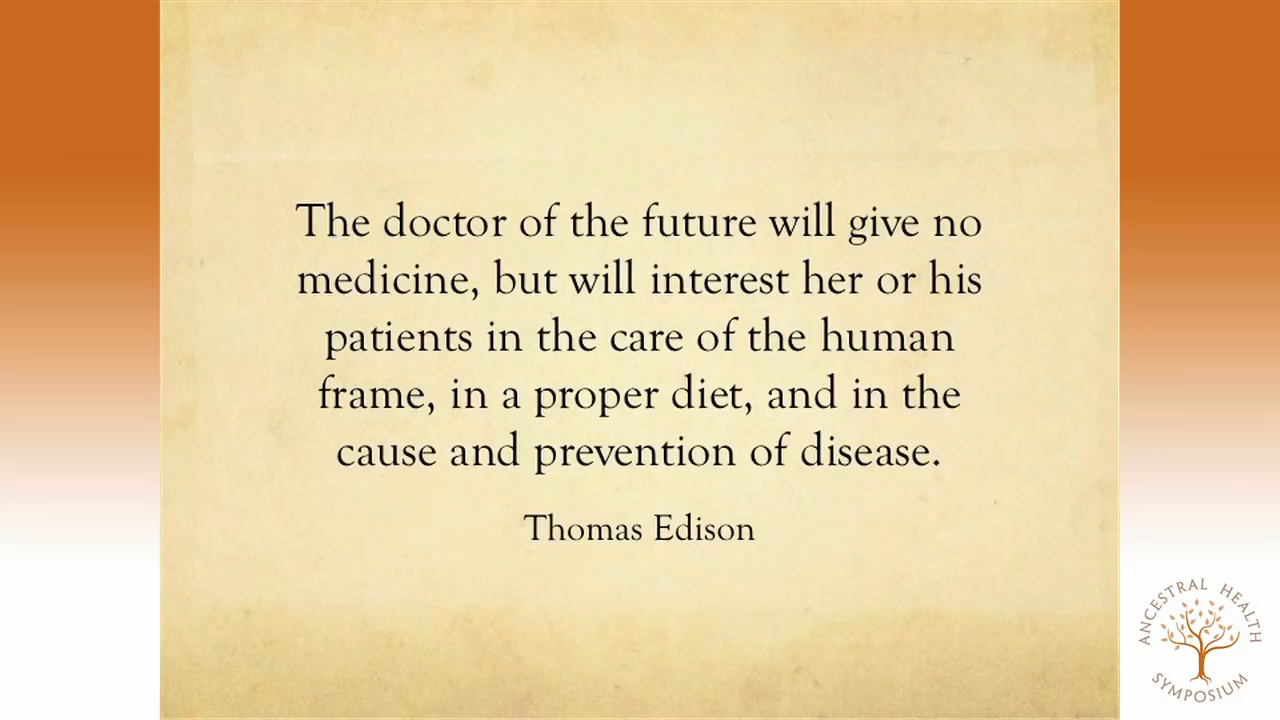 The doctor of the future will give no
medicine, but will interest her or his
patients in the care of the human
frame, in a proper diet, and in the
cause and prevention of disease.
Thomas Edison
ANCESTRAL HEALTH
SYMPOSIUM